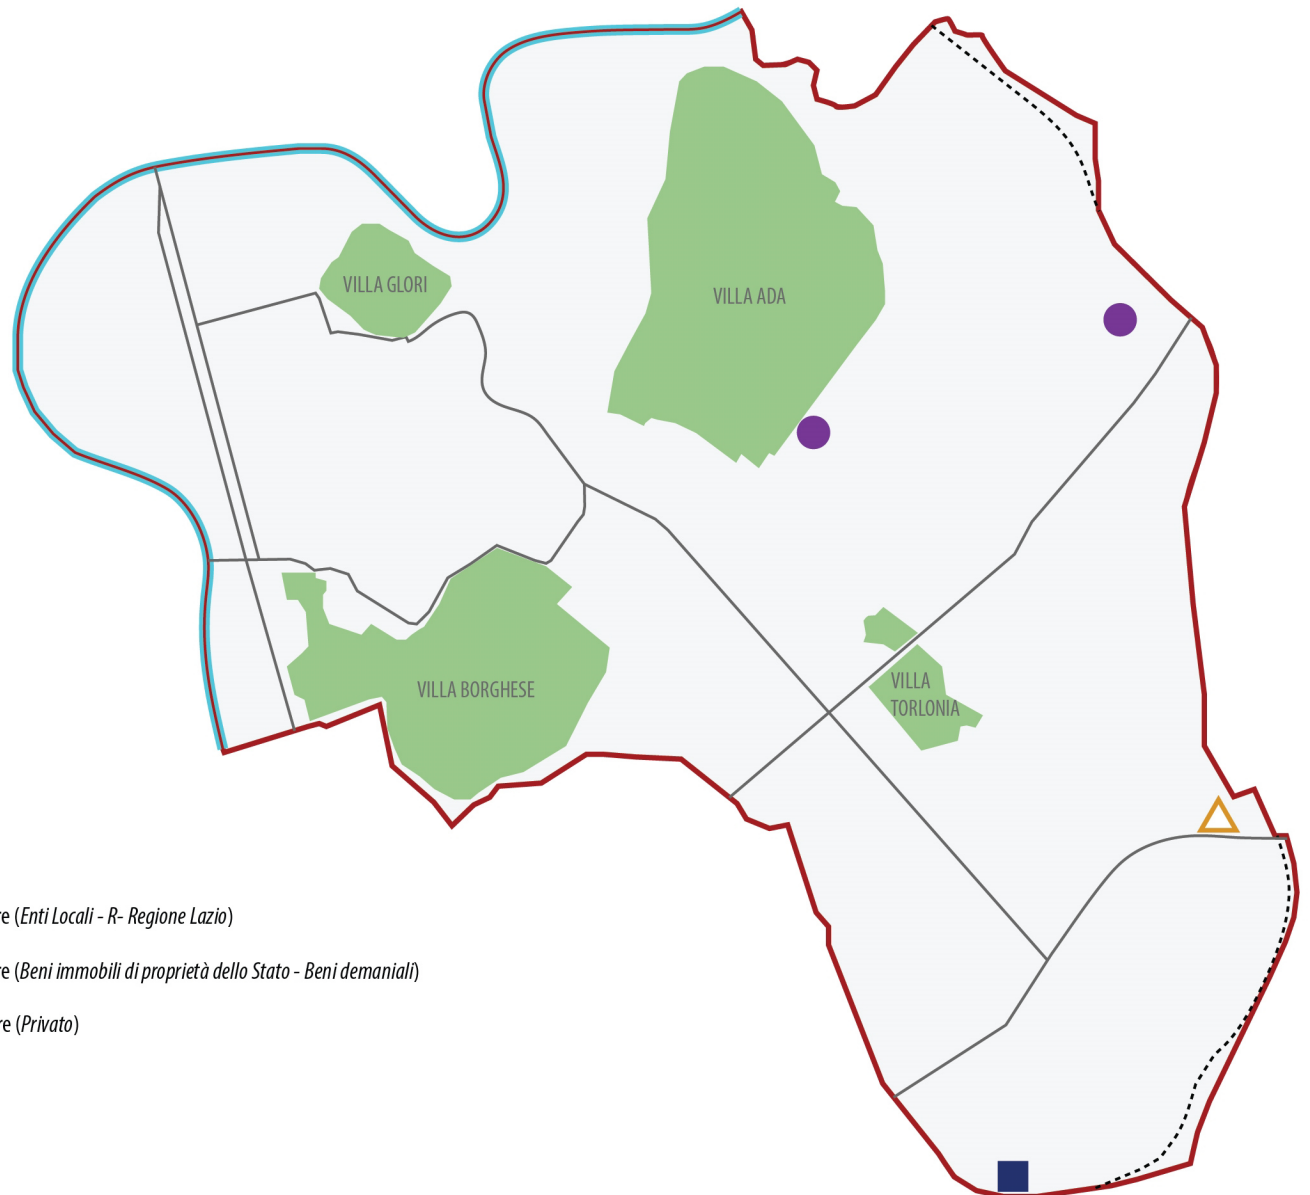 VILLA GLORI
VILLA ADA
VILLA BORGHESE
VILLA
TORLONIA
re (Enti Locali - R- Regione Lazio)
re (Beni immobili di proprietà dello Stato - Beni demaniali)
re (Privato)